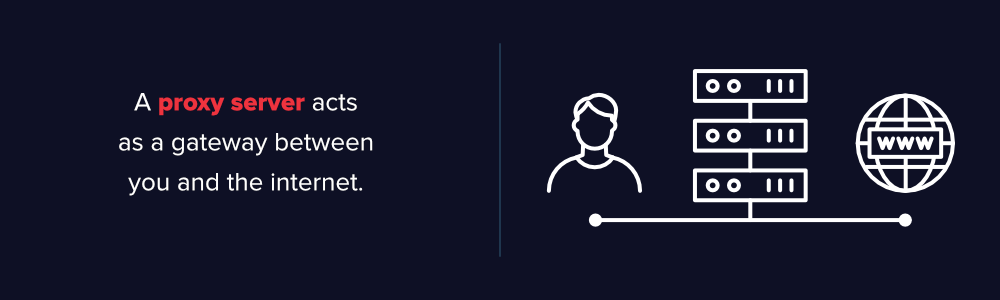 A proxy server acts
as a gateway between
you and the internet.
www